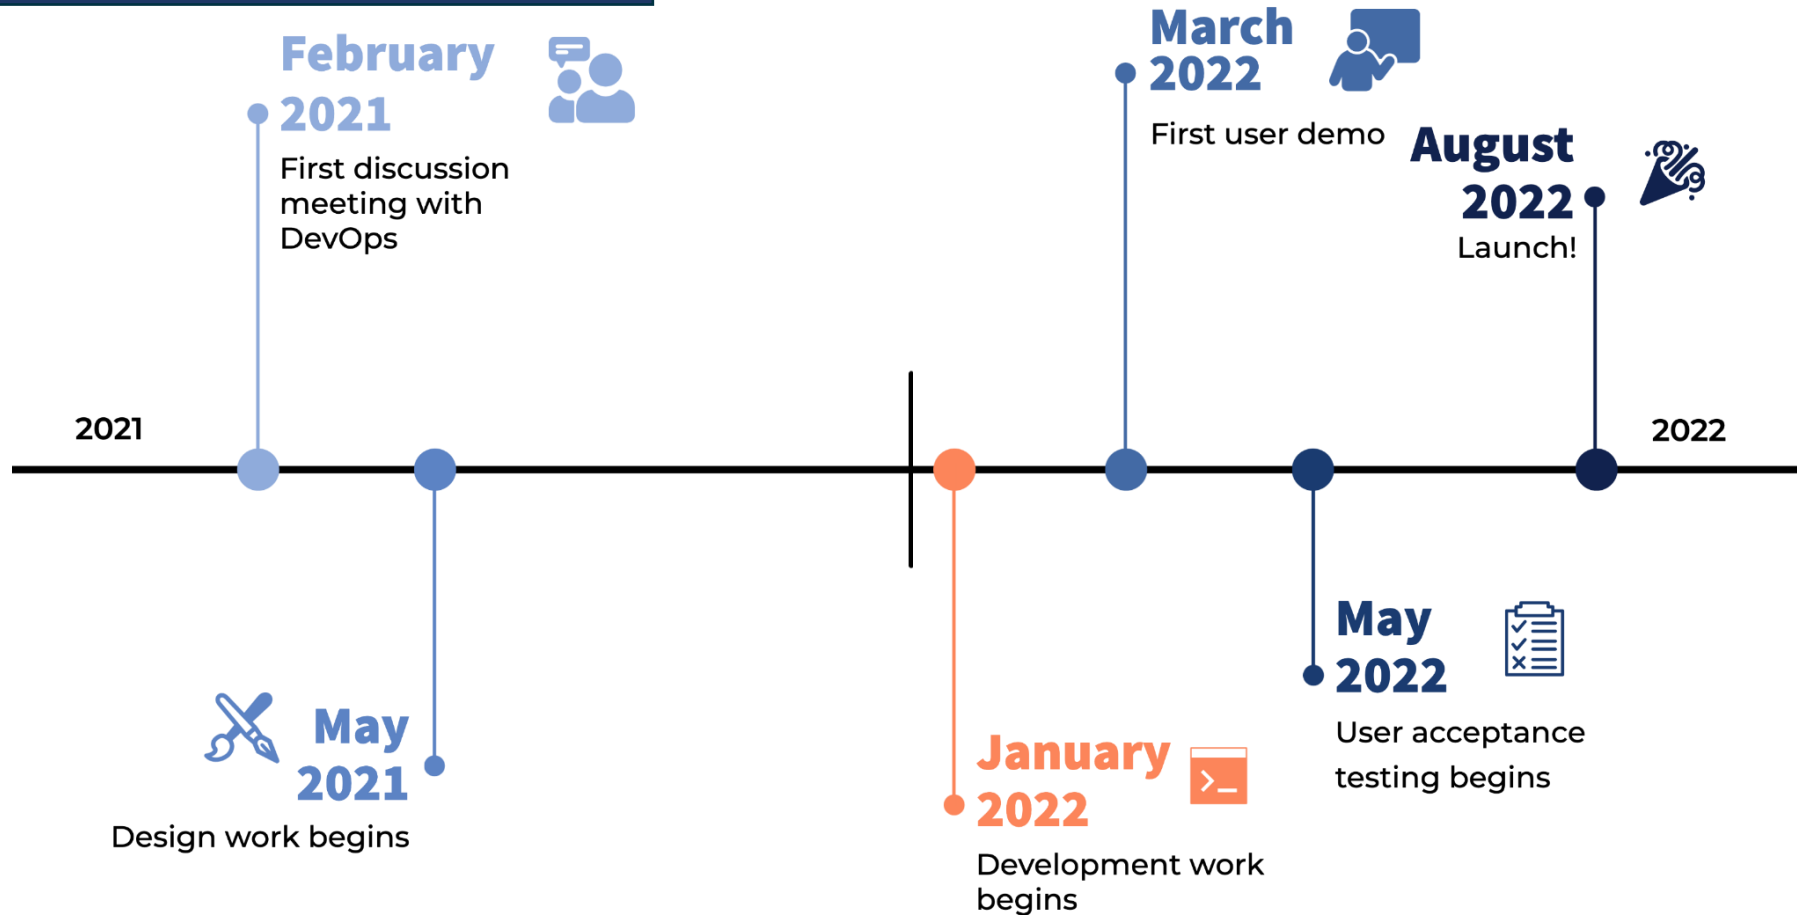 February
2021
First discussion
meeting with
DevOps
March
2022
First user demo
August
2022
Launch!
2021
2022
May
2021
Design work begins
January
2022
>_
Development work
begins
May
2022
User acceptance
testing begins